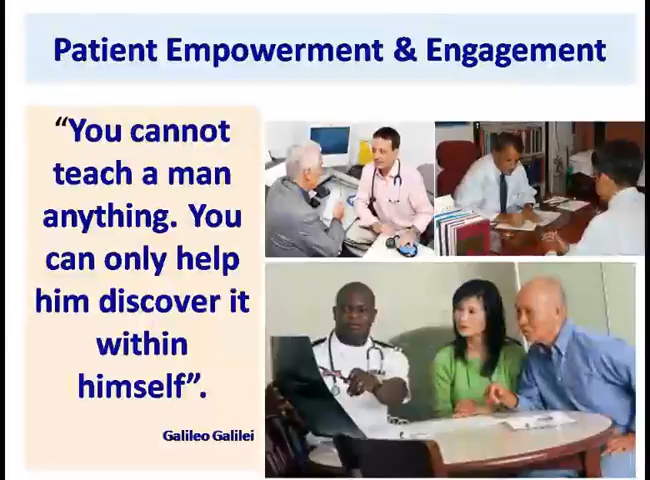 Patient Empowerment & Engagement
“You cannot
teach a man
anything. You
can only help
him discover it
within
himself”.
Galileo Galilei